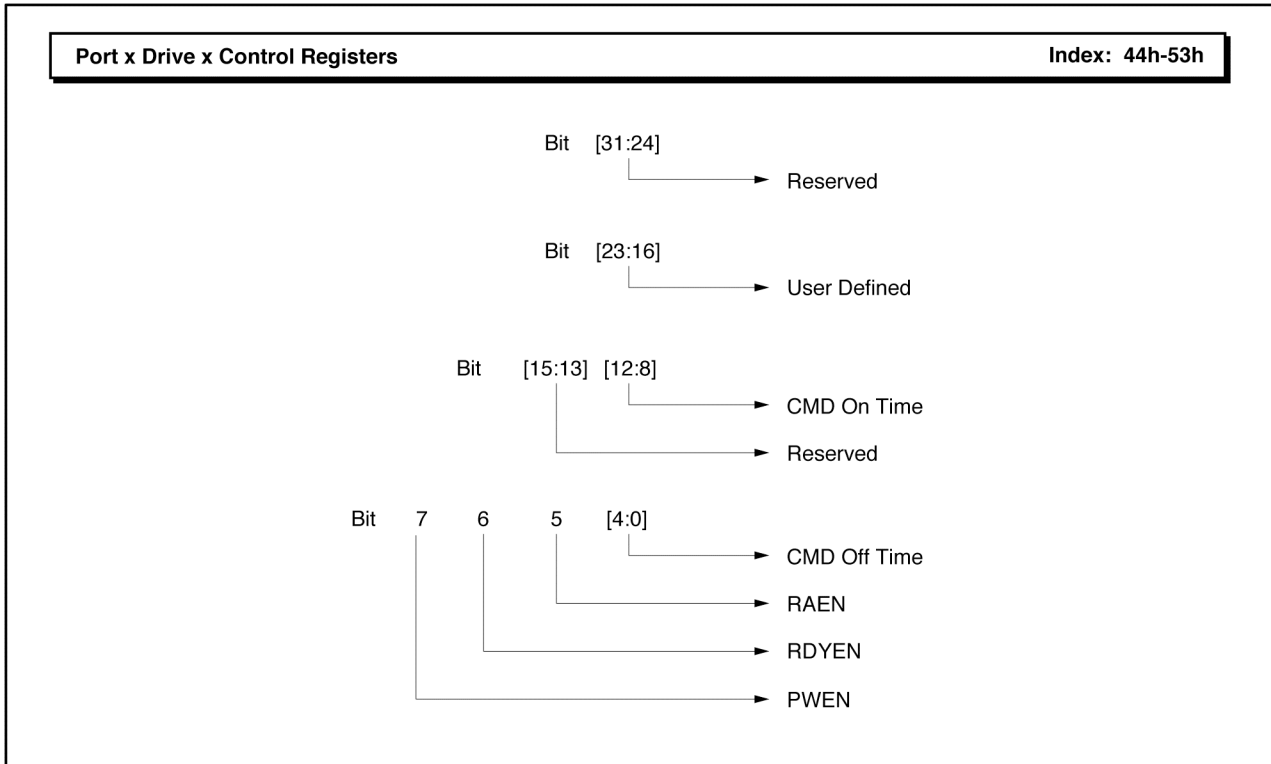 Port x Drive x Control Registers Index: 44h-53h
Bit [31:24]
Reserved
Bit [23:16]
User Defined
Bit [15:13] [12:8]
CMD On Time
Reserved
Bit 7 6 5 [4:0]
CMD Off Time
RAEN
RDYEN
PWEN